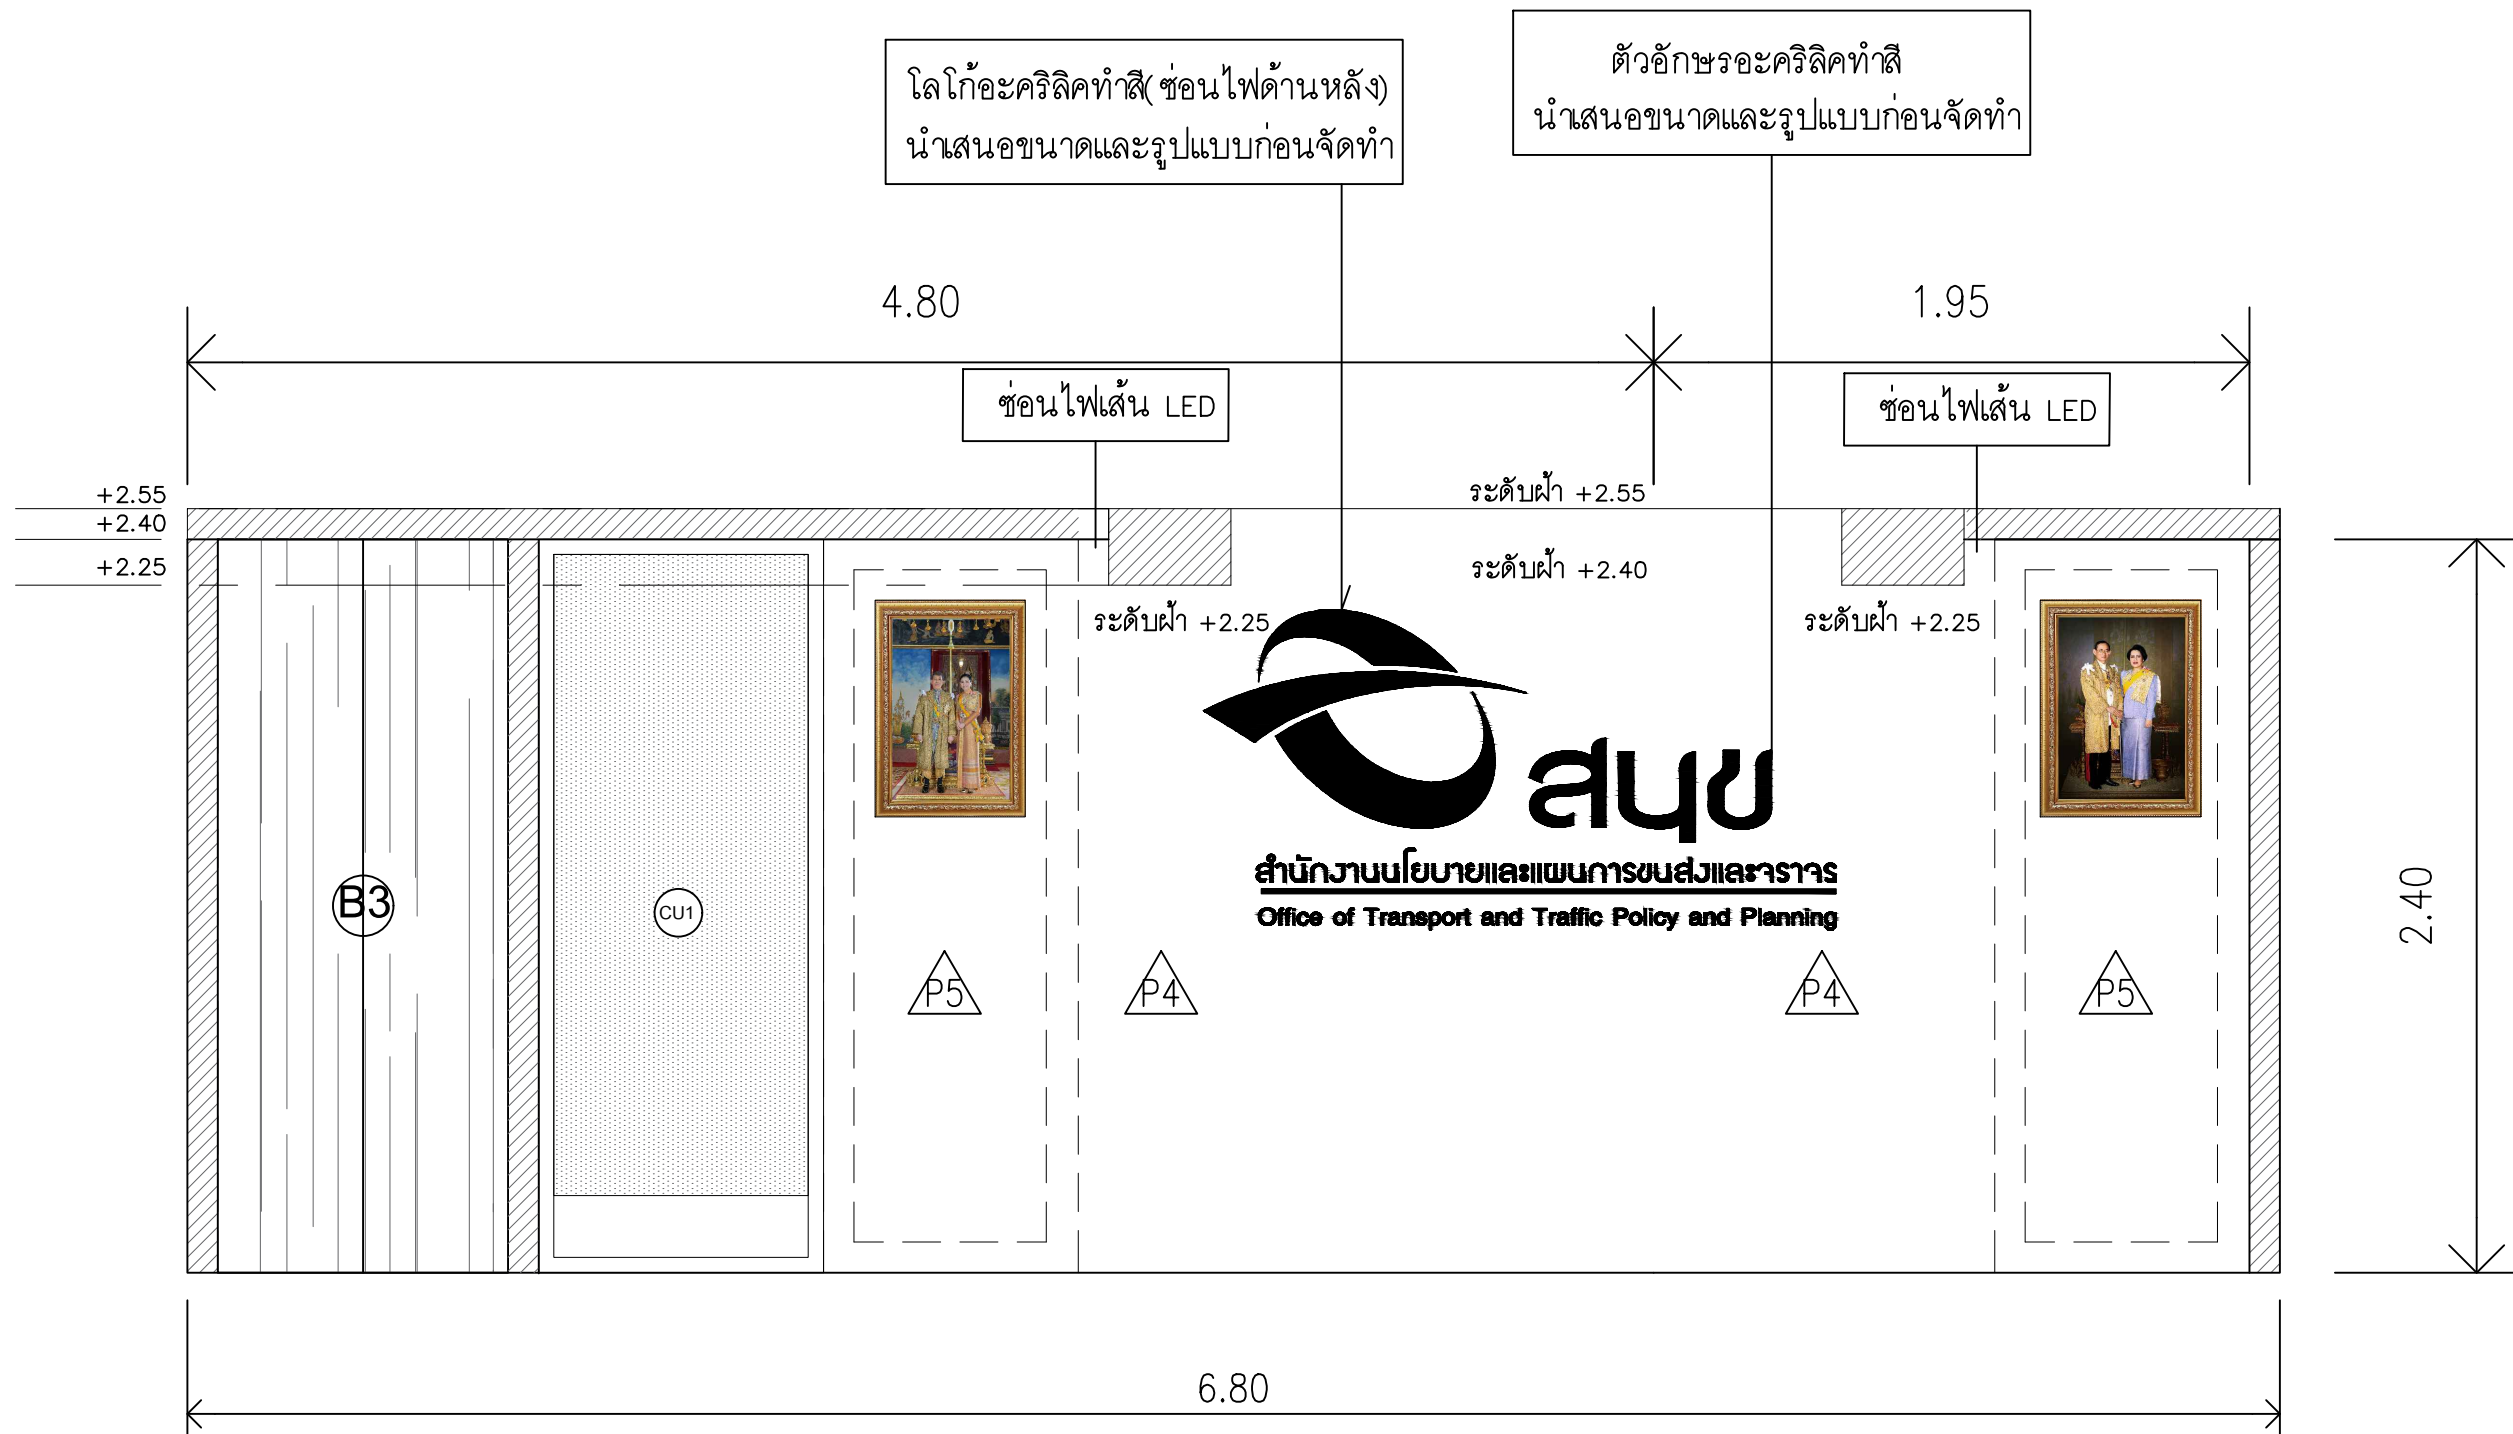 ตัวอักษรอะคริลิคทำสี
นำเสนอขนาดและรูปแบบก่อนจัดทำ
โลโก้อะคริลิคทำสี(ซ่อนไฟด้านหลัง)
นำเสนอขนาดและรูปแบบก่อนจัดทำ
4.80
1.95
ซ่อนไฟเส้น LED
ซ่อนไฟเส้น LED
+2.55
ระดับฝ้า +2.55
+2.40
+2.25
ระดับฝ้า +2.40
ระดับฝ้า +2.25
ระดับฝ้า +2.25
สนข
สำนักงานนโยบายและแผนการขนส่งและจราจร
Office of Transport and Traffic Policy and Planning
B3
CU1
2.40
P5
P4
P4
P5
6.80